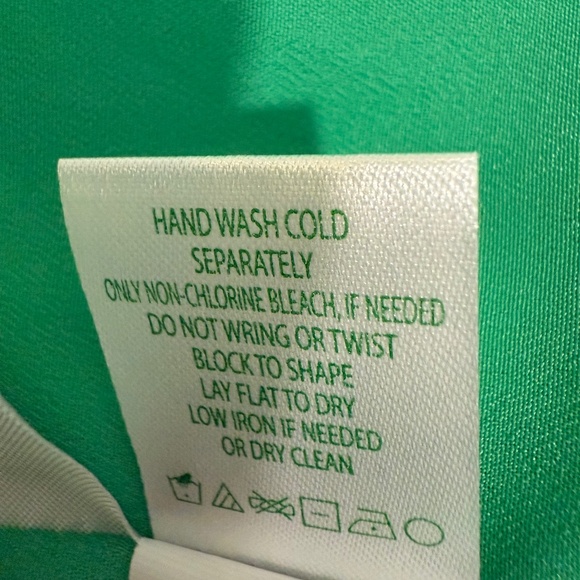 HAND WASH COLD
SEPARATELY
ONLY NON-CHLORINE BLEACH, IF NEEDED
DO NOT WRING OR TWIST
BLOCK TO SHAPE
LAY FLAT TO DRY
LOW IRON IF NEEDED
OR DRY CLEAN